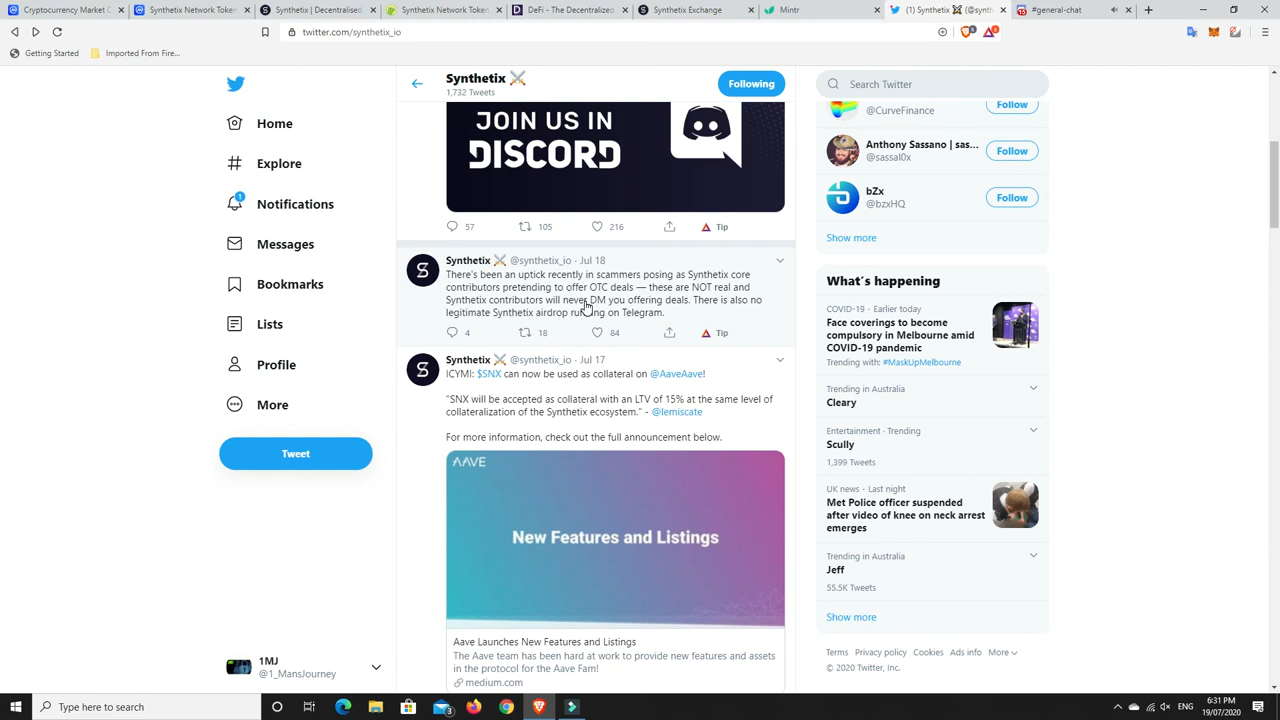 Cryptocurrency Market C
Synthetix Network Token
Synthetix | Decentralised
Synthetix Network Token
DeFi - The Decentralized
Synthetix Exchange
Mintr
(1) Synthetix ⚔ (@synth
#general-chat
twitter.com/synthetix_io
Getting Started
Imported From Fire...
Synthetix ⚔
1,732 Tweets
Following
Search Twitter
Home
Explore
1
Notifications
Messages
Bookmarks
Lists
Profile
More
Tweet
1MJ
@1_MansJourney
JOIN US IN
DISCORD
57
105
216
Tip
Synthetix ⚔ @synthetix_io · Jul 18
There's been an uptick recently in scammers posing as Synthetix core
contributors pretending to offer OTC deals — these are NOT real and
Synthetix contributors will never DM you offering deals. There is also no
legitimate Synthetix airdrop running on Telegram.
4
18
84
Tip
Synthetix ⚔ @synthetix_io · Jul 17
ICYMI: $SNX can now be used as collateral on @AaveAave!
"SNX will be accepted as collateral with an LTV of 15% at the same level of
collateralization of the Synthetix ecosystem." - @lemiscate
For more information, check out the full announcement below.
AAVE
New Features and Listings
Aave Launches New Features and Listings
The Aave team has been hard at work to provide new features and assets
in the protocol for the Aave Fam!
medium.com
@CurveFinance
Follow
Anthony Sassano | sas...
@sassal0x
Follow
bZx
@bzxHQ
Follow
Show more
What's happening
COVID-19 · Earlier today
Face coverings to become
compulsory in Melbourne amid
COVID-19 pandemic
Trending with: #MaskUpMelbourne
Trending in Australia
Cleary
Entertainment · Trending
Scully
1,399 Tweets
UK news · Last night
Met Police officer suspended
after video of knee on neck arrest
emerges
Trending in Australia
Jeff
55.5K Tweets
Show more
Terms Privacy policy Cookies Ads info More
© 2020 Twitter, Inc.
Type here to search
ENG
6:31 PM
19/07/2020